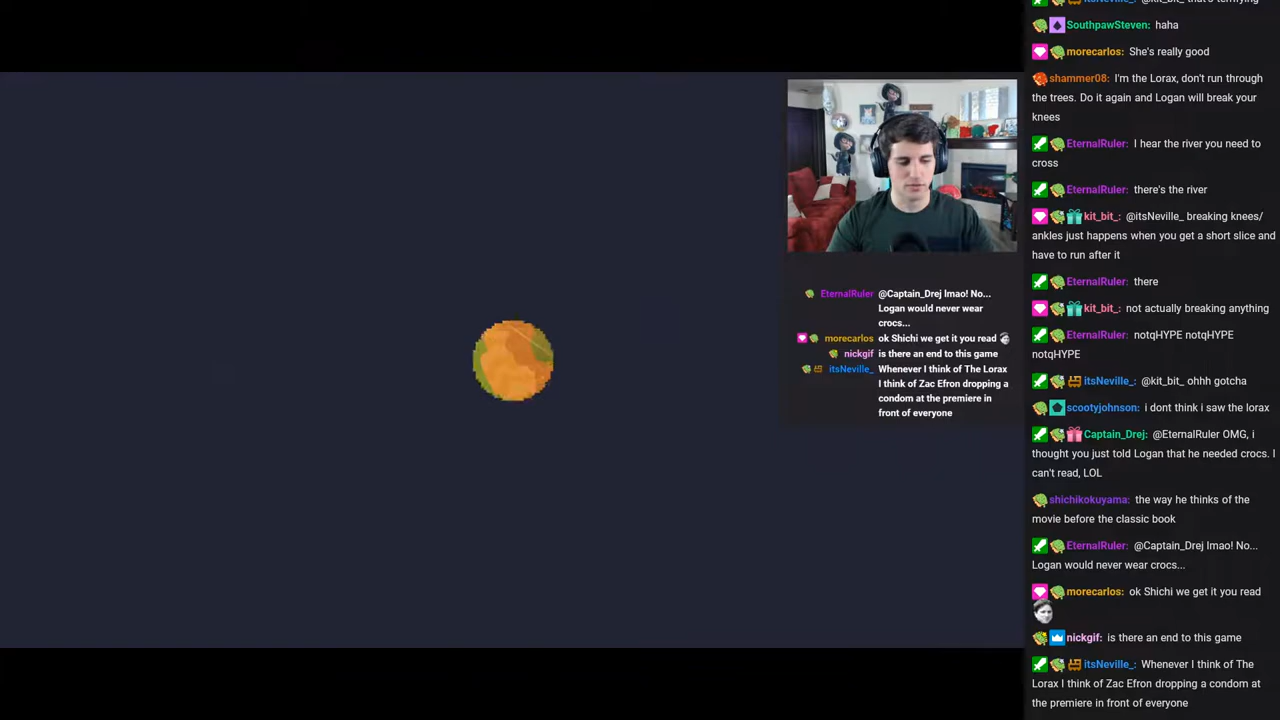 EternalRuler @Captain_Drej lmao! No...
Logan would never wear
crocs...
morecarlos ok Shichi we get it you read
nickgif is there an end to this game
itsNeville_ Whenever I think of The Lorax
I think of Zac Efron dropping a
condom at the premiere in
front of everyone
SouthpawSteven: haha
morecarlos: She's really good
shammer08: I'm the Lorax, don't run through
the trees. Do it again and Logan will break your
knees
EternalRuler: I hear the river you need to
cross
EternalRuler: there's the river
kit_bit_: @itsNeville_ breaking knees/
ankles just happens when you get a short slice and
have to run after it
EternalRuler: there
kit_bit_: not actually breaking anything
EternalRuler: notqHYPE notqHYPE
notqHYPE
itsNeville_: @kit_bit_ ohhh gotcha
scootyjohnson: i dont think i saw the lorax
Captain_Drej: @EternalRuler OMG, i
thought you just told Logan that he needed crocs. I
can't read, LOL
shichikokuyama: the way he thinks of the
movie before the classic book
EternalRuler: @Captain_Drej lmao! No...
Logan would never wear crocs...
morecarlos: ok Shichi we get it you read
nickgif: is there an end to this game
itsNeville_: Whenever I think of The
Lorax I think of Zac Efron dropping a condom at
the premiere in front of everyone